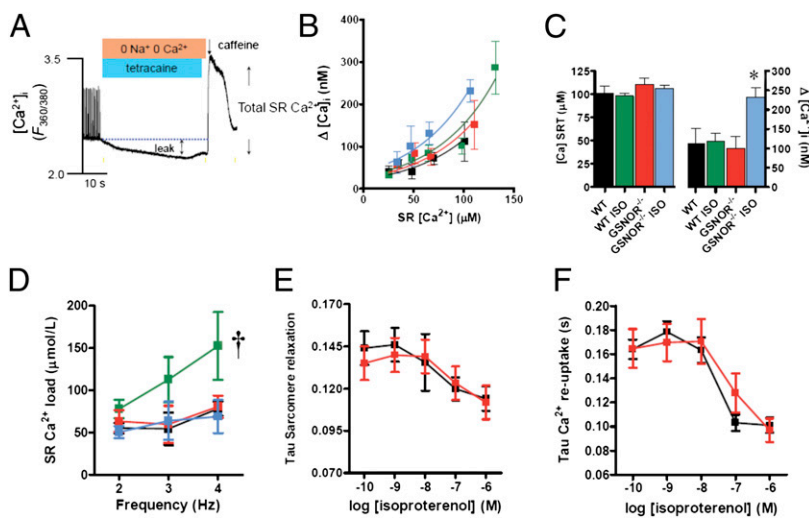 A
0 Na⁺ 0 Ca²⁺
tetracaine
caffeine
3.5
2.0
[Ca²⁺]i
(F360/380)
10 s
leak
Total SR Ca²⁺
B
400
300
200
100
0
Δ [Ca]i (nM)
0 50 100 150
SR [Ca²⁺] (μM)
C
125
100
75
50
25
0
[Ca] SRT (μM)
*
300
250
200
150
100
50
0
Δ [Ca²⁺]i (nM)
WT
WT ISO
GSNOR⁻/⁻
GSNOR⁻/⁻ ISO
WT
WT ISO
GSNOR⁻/⁻
GSNOR⁻/⁻ ISO
D
200
150
100
50
0
SR Ca²⁺ load (μmol/L)
†
2 3 4
Frequency (Hz)
E
0.170
0.145
0.120
0.095
0.070
Tau Sarcomere relaxation
-10 -9 -8 -7 -6
log [isoproterenol] (M)
F
0.20
0.18
0.16
0.14
0.12
0.10
0.08
0.06
Tau Ca²⁺ re-uptake (s)
-10 -9 -8 -7 -6
log [isoproterenol] (M)